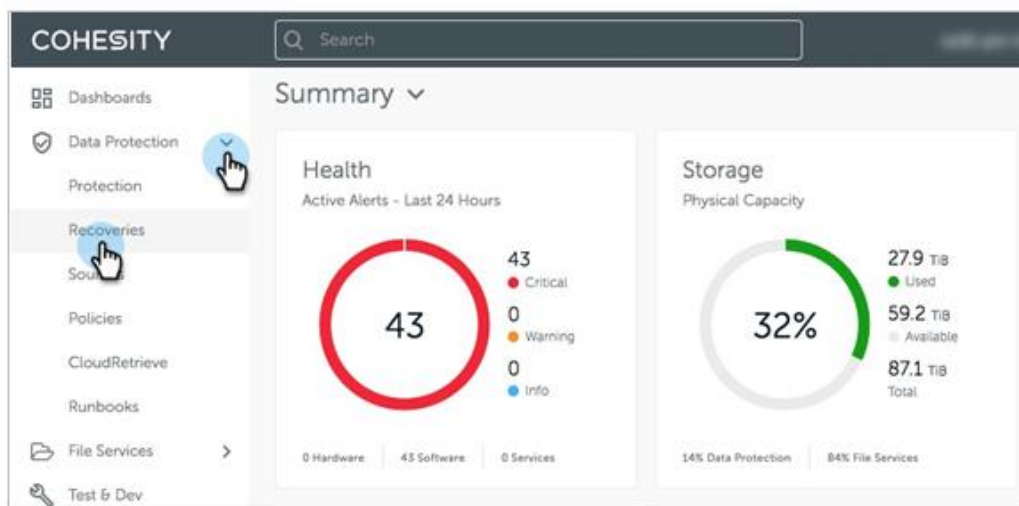 COHESITY
Search
Dashboards
Data Protection
Protection
Recoveries
Policies
CloudRetrieve
Runbooks
File Services
Test & Dev
Summary
Health
Active Alerts - Last 24 Hours
43
43
Critical
0
Warning
0
Info
0 Hardware 43 Software 0 Services
Storage
Physical Capacity
32%
27.9 TiB
Used
59.2 TiB
Available
87.1 TiB
Total
14% Data Protection 84% File Services